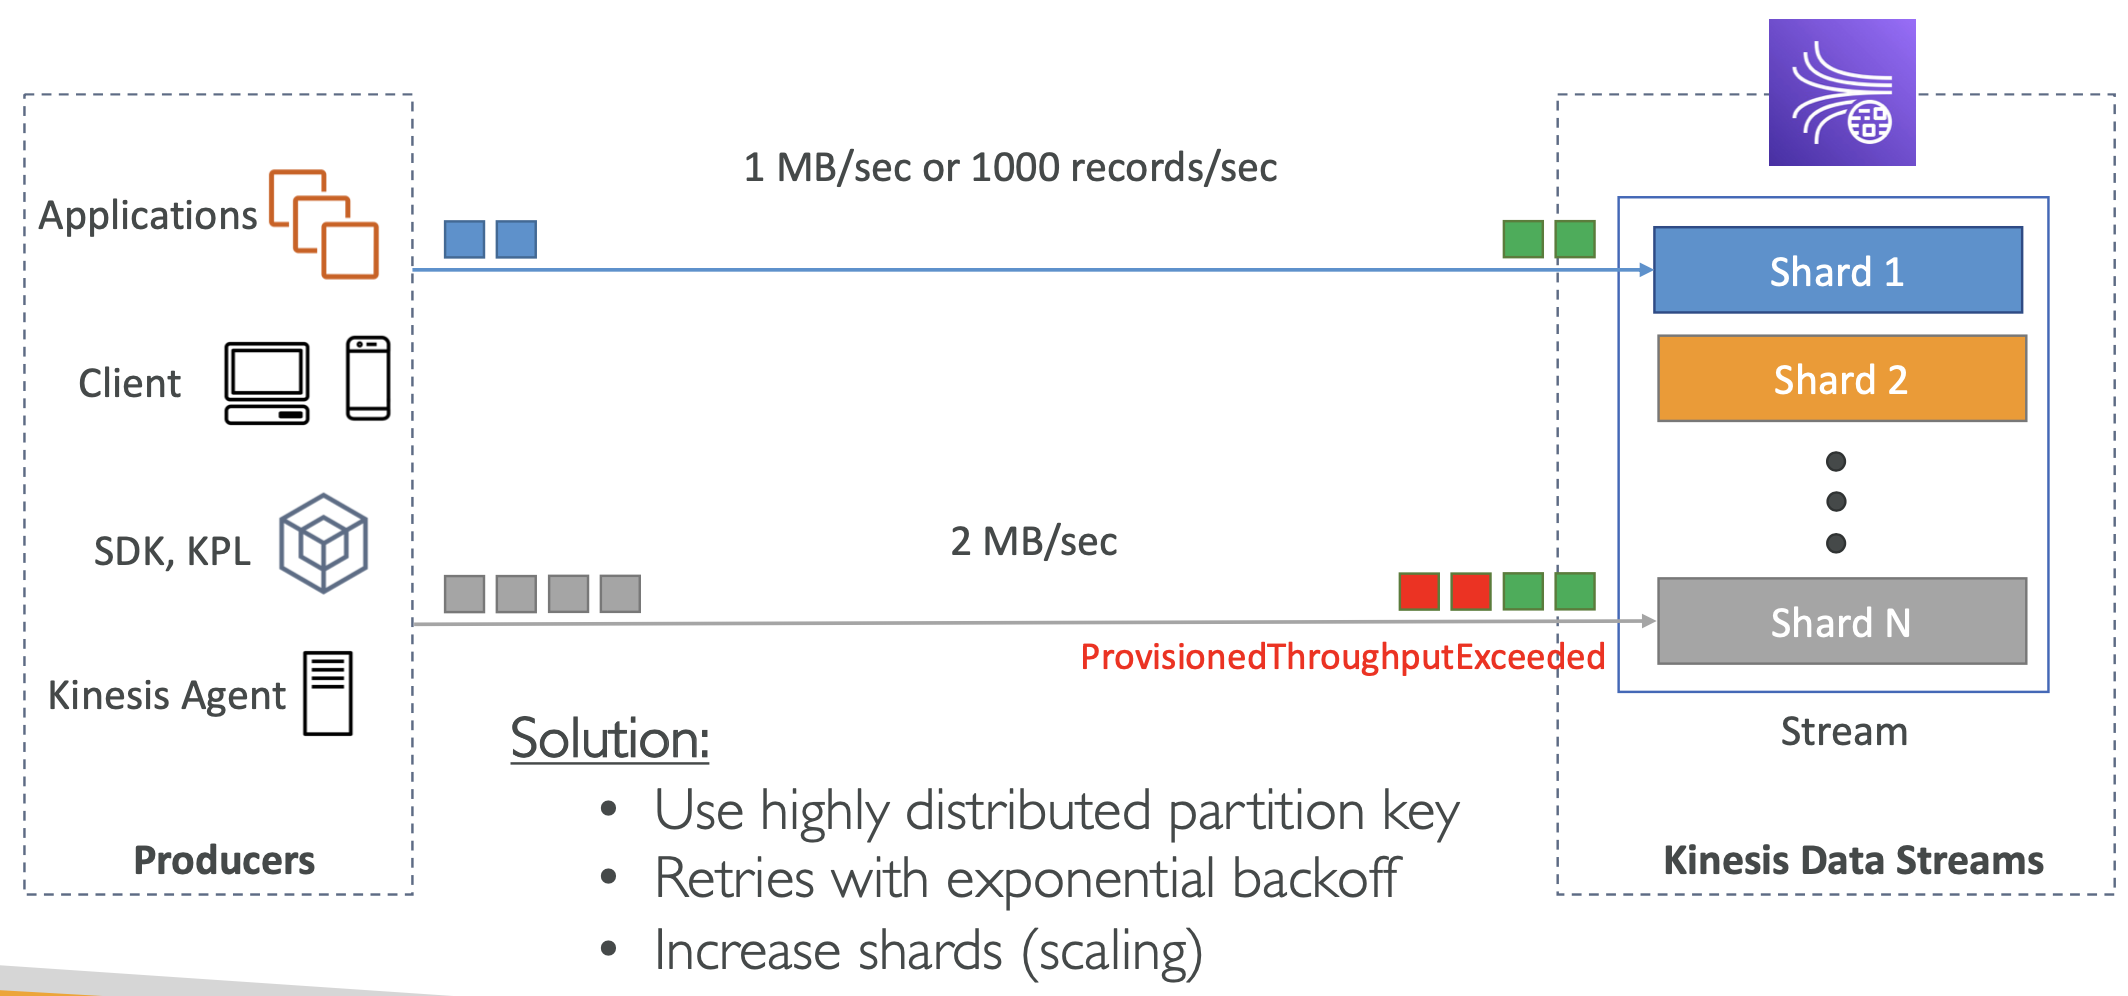 1 MB/sec or 1000 records/sec
Applications
Shard 1
Client
Shard 2
SDK, KPL
2 MB/sec
Shard N
ProvisionedThroughputExceeded
Kinesis Agent
Stream
Solution:
• Use highly distributed partition key
• Retries with exponential backoff
• Increase shards (scaling)
Producers
Kinesis Data Streams